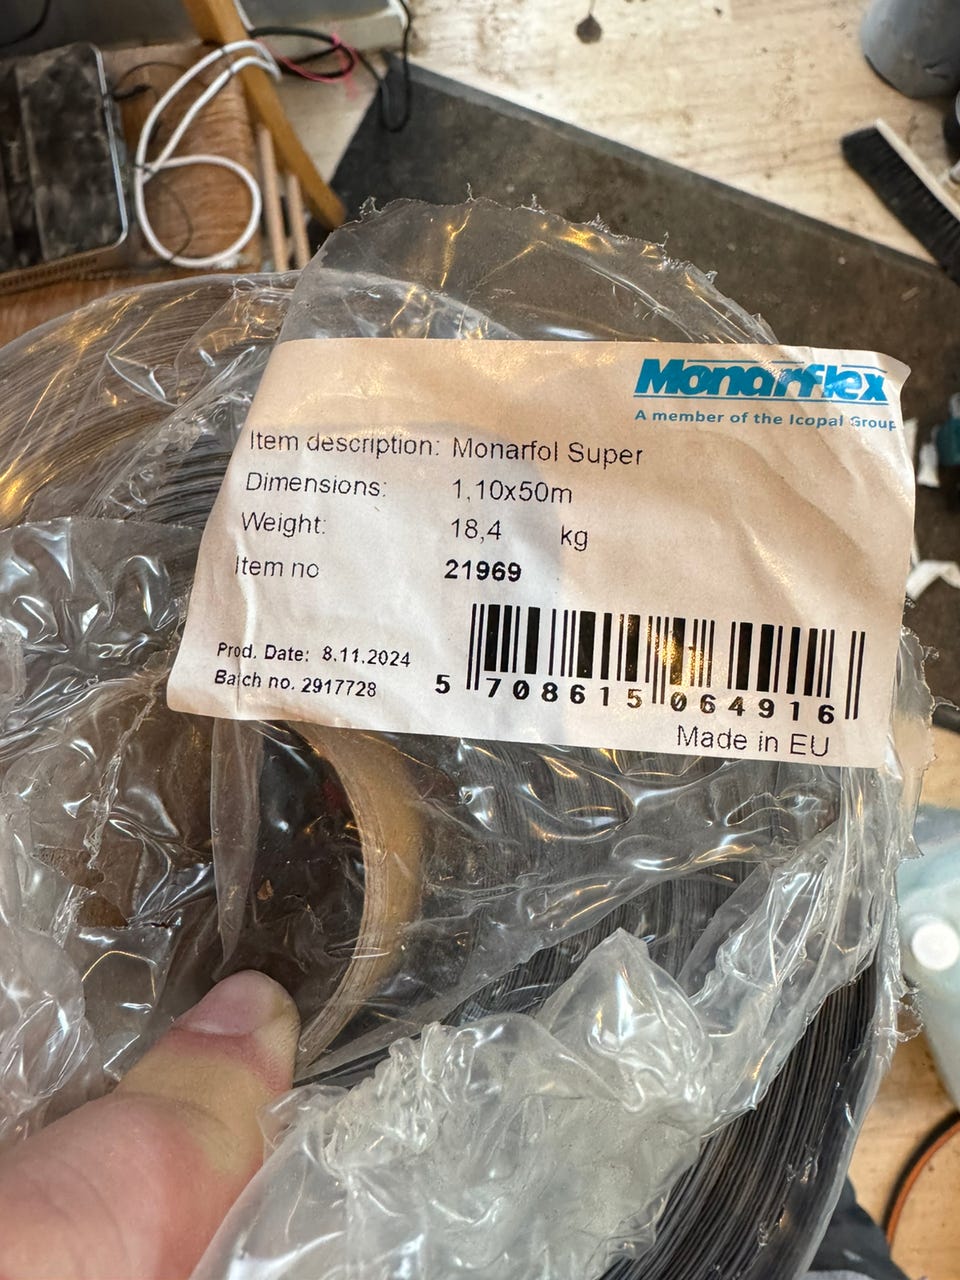 Monarflex
A member of the Icopal Group
Item description: Monarfol Super
Dimensions: 1,10x50m
Weight: 18,4 kg
Item no 21969
Prod. Date: 8.11.2024
Batch no. 2917728
5 708615 064916
Made in EU